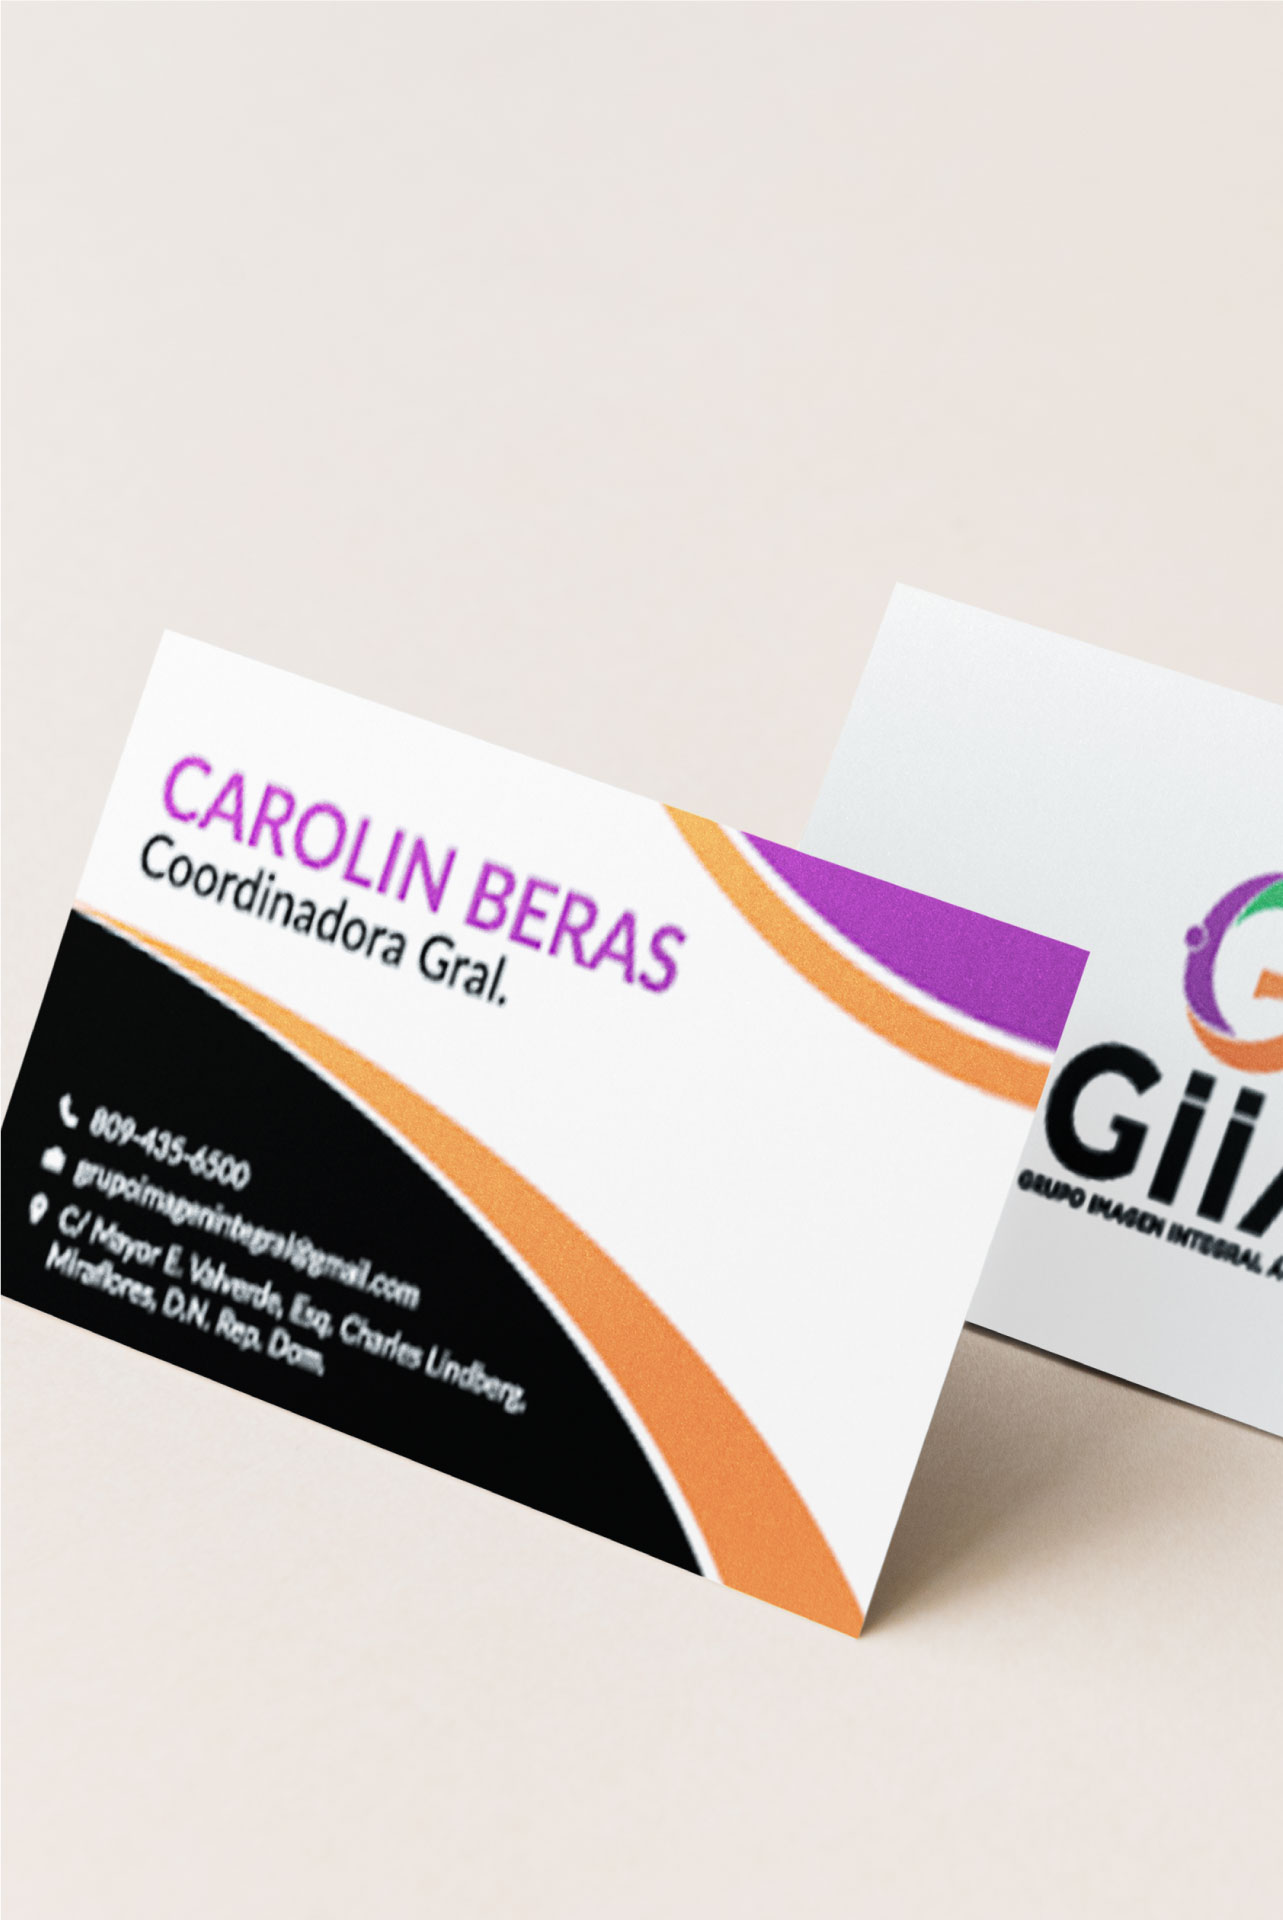 CAROLIN BERAS
Coordinadora Gral.
809-435-6500
grupoimagenintegral@gmail.com
C/ Mayor E. Valverde, Esq. Charles Lindberg,
Miraflores, D.N. Rep. Dom.
Gii
GRUPO IMAGEN INTEGRAL